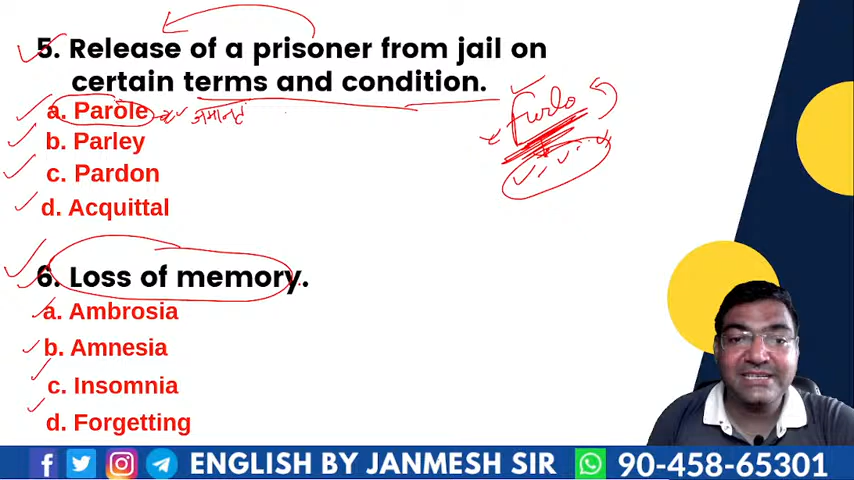 5. Release of a prisoner from jail on
certain terms and condition.
a. Parole
b. Parley
c. Pardon
d. Acquittal
Furlo
6. Loss of memory.
a. Ambrosia
b. Amnesia
c. Insomnia
d. Forgetting
ENGLISH BY JANMESH SIR 90-458-65301